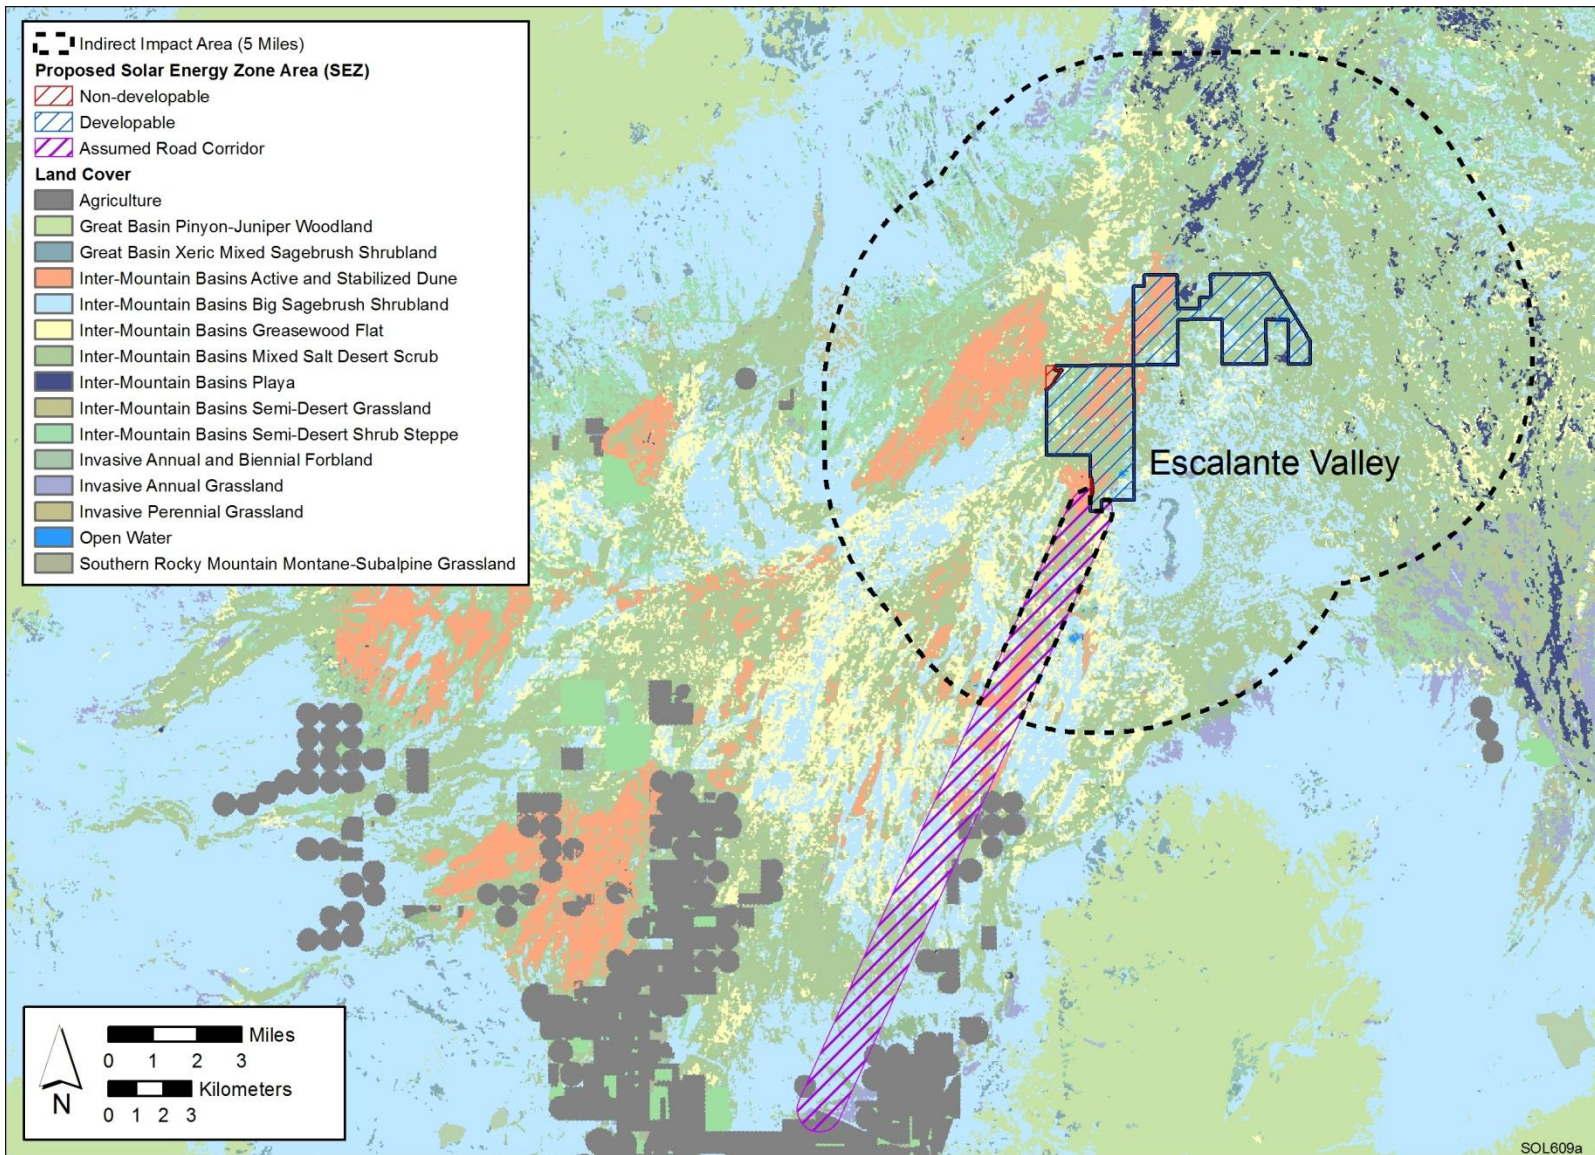 Indirect Impact Area (5 Miles)
Proposed Solar Energy Zone Area (SEZ)
Non-developable
Developable
Assumed Road Corridor
Land Cover
Agriculture
Great Basin Pinyon-Juniper Woodland
Great Basin Xeric Mixed Sagebrush Shrubland
Inter-Mountain Basins Active and Stabilized Dune
Inter-Mountain Basins Big Sagebrush Shrubland
Inter-Mountain Basins Greasewood Flat
Inter-Mountain Basins Mixed Salt Desert Scrub
Inter-Mountain Basins Playa
Inter-Mountain Basins Semi-Desert Grassland
Inter-Mountain Basins Semi-Desert Shrub Steppe
Invasive Annual and Biennial Forbland
Invasive Annual Grassland
Invasive Perennial Grassland
Open Water
Southern Rocky Mountain Montane-Subalpine Grassland
Escalante Valley
Miles
0 1 2 3
Kilometers
0 1 2 3
N
SOL609a